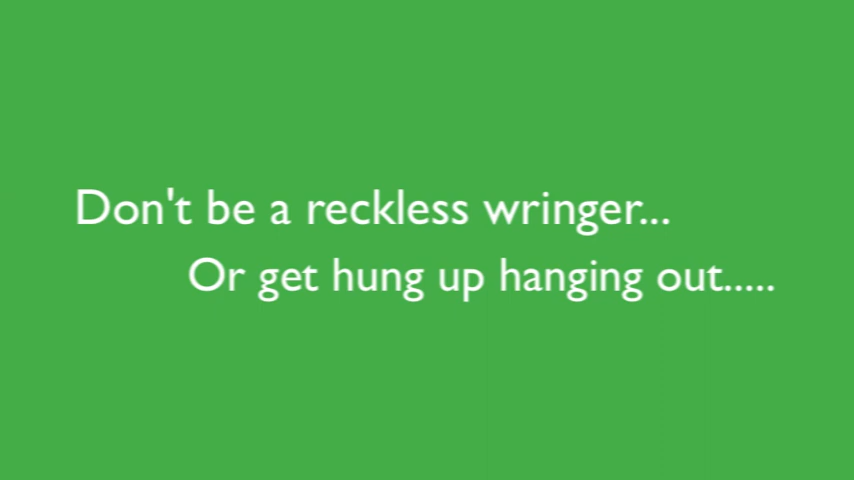 Don't be a reckless wringer...
Or get hung up hanging out.....